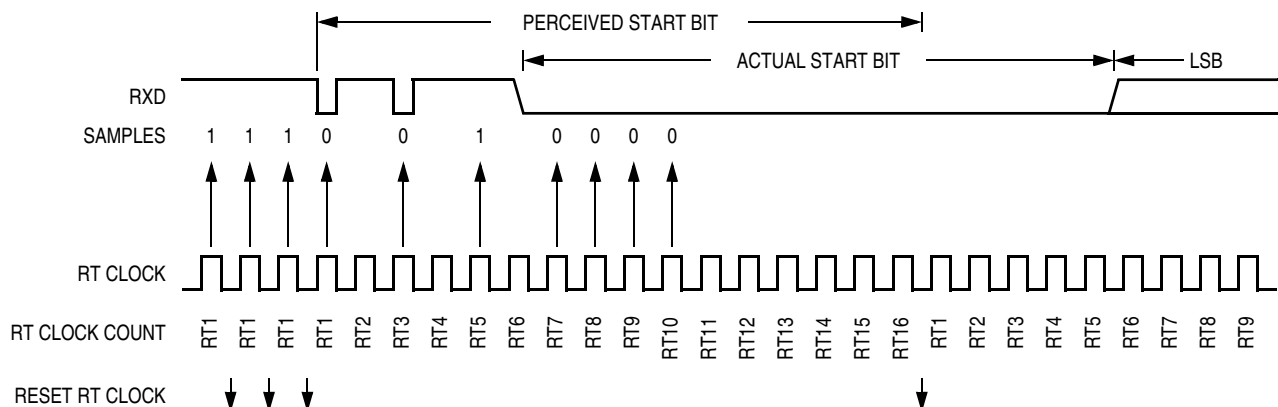 PERCEIVED START BIT
ACTUAL START BIT LSB
RXD
SAMPLES 1 1 1 0 0 1 0 0 0 0
RT CLOCK
RT CLOCK COUNT RT1 RT1 RT1 RT1 RT2 RT3 RT4 RT5 RT6 RT7 RT8 RT9 RT10 RT11 RT12 RT13 RT14 RT15 RT16 RT1 RT2 RT3 RT4 RT5 RT6 RT7 RT8 RT9
RESET RT CLOCK